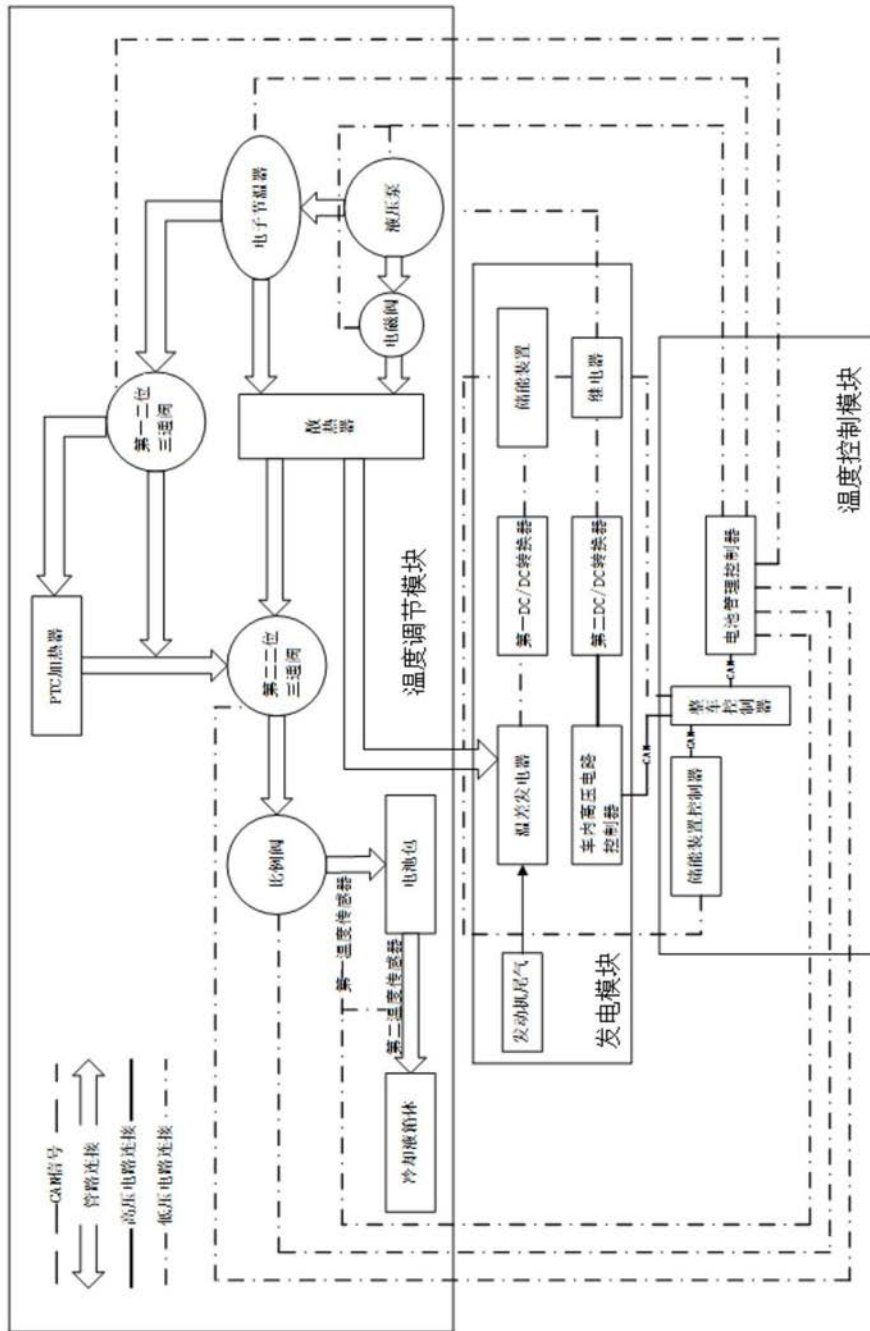 CAN信号
管路连接
高压电路连接
低压电路连接
PTC加热器
第一二位
三通阀
第二二位
三通阀
比例阀
电子节温器
散热器
第一温度传感器
第二温度传感器
冷却液箱体
电池包
电磁阀
液压泵
温度调节模块
发动机尾气
温差发电器
第一DC/DC转换器
储能装置
车内高压电路
控制器
第二DC/DC转换器
继电器
发电模块
CAN
储能装置控制器
CAN
整车控制器
CAN
电池管理控制器
温度控制模块